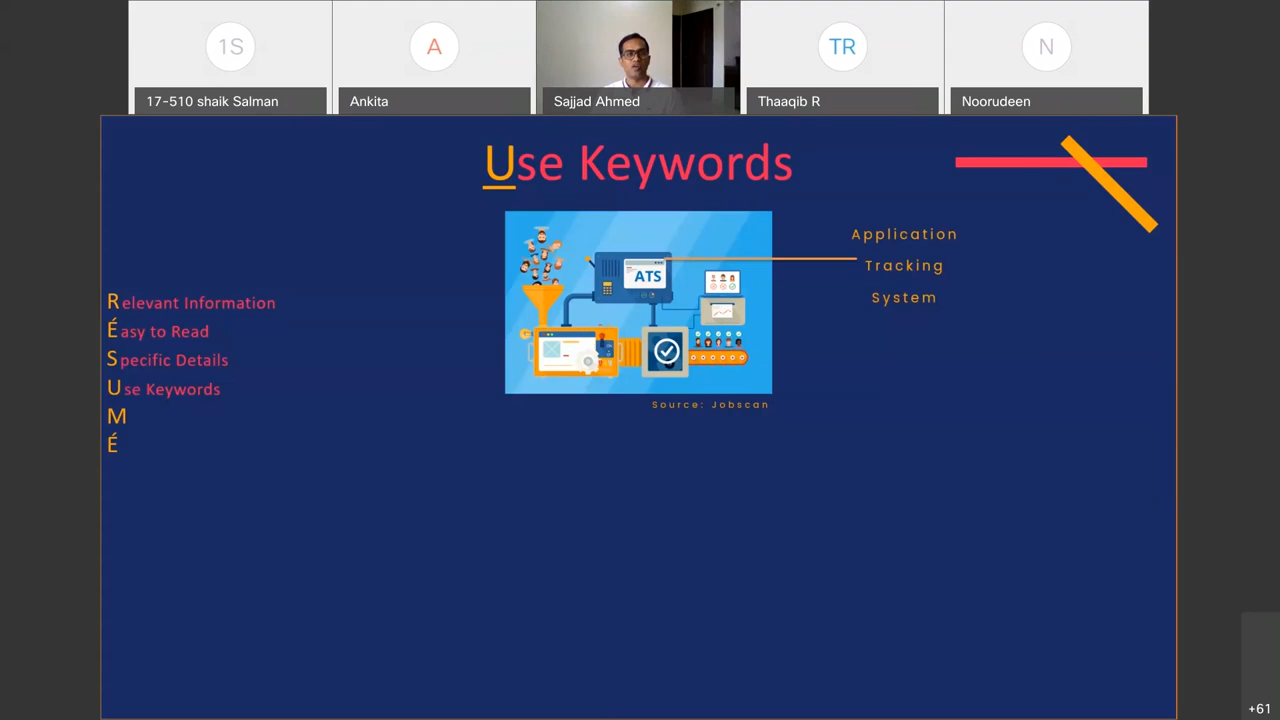 1S
A
TR
N
17-510 shaik Salman
Ankita
Sajjad Ahmed
Thaaqib R
Noorudeen
Use Keywords
ATS
Application
Tracking
System
Source: Jobscan
Relevant Information
Éasy to Read
Specific Details
Use Keywords
M
É
+61